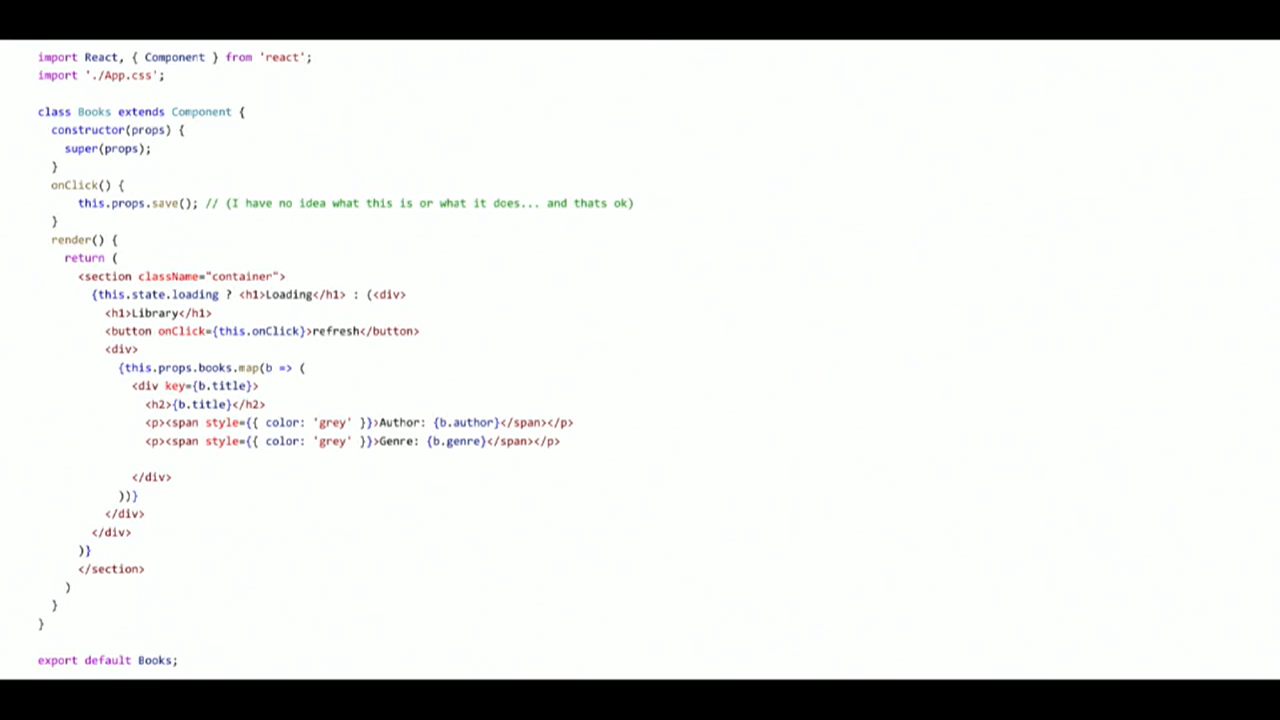 import React, { Component } from 'react';
import './App.css';
class Books extends Component {
constructor(props) {
super(props);
}
onClick() {
this.props.save(); // (I have no idea what this is or what it does... and thats ok)
}
render() {
return (
<section className="container">
{this.state.loading ? <h1>Loading</h1> : (<div>
<h1>Library</h1>
<button onClick={this.onClick}>refresh</button>
<div>
{this.props.books.map(b => (
<div key={b.title}>
<h2>{b.title}</h2>
<p><span style={{ color: 'grey' }}>Author: {b.author}</span></p>
<p><span style={{ color: 'grey' }}>Genre: {b.genre}</span></p>
</div>
))}
</div>
</div>
)}
</section>
)
}
}
export default Books;